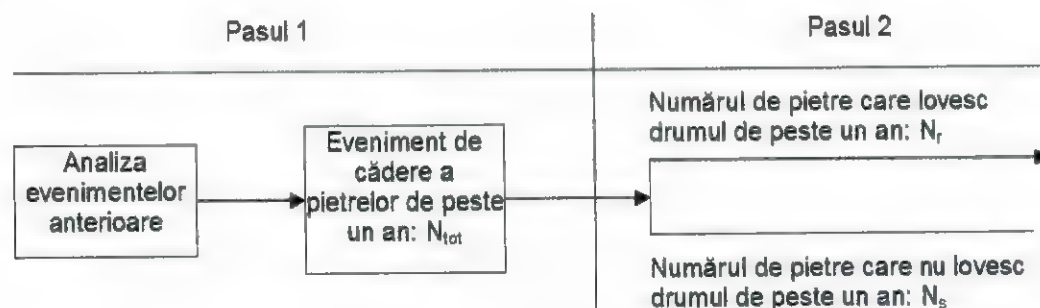 Pasul 1
Pasul 2
Analiza
evenimentelor
anterioare
Eveniment de
cădere a
pietrelor de peste
un an: Ntot
Numărul de pietre care lovesc
drumul de peste un an: Nr
Numărul de pietre care nu lovesc
drumul de peste un an: Ns